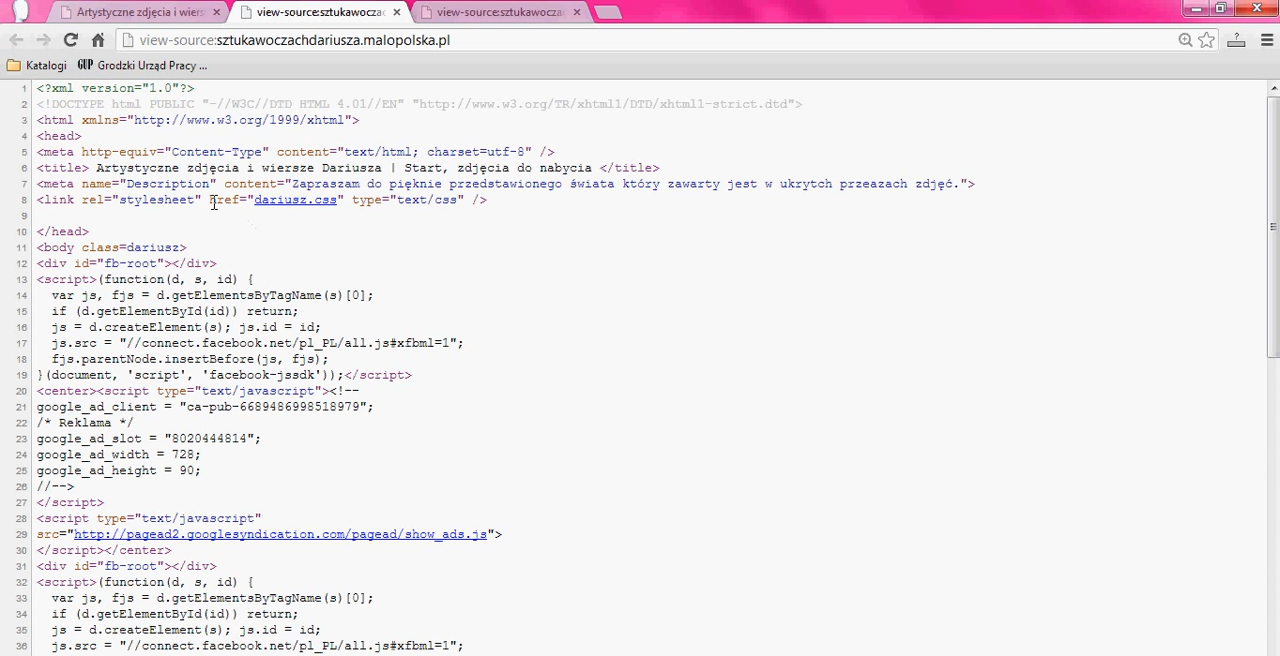 Artystyczne zdjęcia i wiers
view-source:sztukawocza
view-source:sztukawocza
view-source:sztukawoczachdariusza.malopolska.pl
Katalogi GUP Grodzki Urząd Pracy ...
1 <?xml version="1.0"?>
2 <!DOCTYPE html PUBLIC "-//W3C//DTD HTML 4.01//EN" "http://www.w3.org/TR/xhtml1/DTD/xhtml1-strict.dtd">
3 <html xmlns="http://www.w3.org/1999/xhtml">
4 <head>
5 <meta http-equiv="Content-Type" content="text/html; charset=utf-8" />
6 <title> Artystyczne zdjęcia i wiersze Dariusza | Start, zdjęcia do nabycia </title>
7 <meta name="Description" content="Zapraszam do pięknie przedstawionego świata który zawarty jest w ukrytch przeazach zdjęć.">
8 <link rel="stylesheet" href="dariusz.css" type="text/css" />
9
10 </head>
11 <body class=dariusz>
12 <div id="fb-root"></div>
13 <script>(function(d, s, id) {
14 var js, fjs = d.getElementsByTagName(s)[0];
15 if (d.getElementById(id)) return;
16 js = d.createElement(s); js.id = id;
17 js.src = "//connect.facebook.net/pl_PL/all.js#xfbml=1";
18 fjs.parentNode.insertBefore(js, fjs);
19 }(document, 'script', 'facebook-jssdk'));</script>
20 <center><script type="text/javascript"><!--
21 google_ad_client = "ca-pub-6689486998518979";
22 /* Reklama */
23 google_ad_slot = "8020444814";
24 google_ad_width = 728;
25 google_ad_height = 90;
26 //-->
27 </script>
28 <script type="text/javascript"
29 src="http://pagead2.googlesyndication.com/pagead/show_ads.js">
30 </script></center>
31 <div id="fb-root"></div>
32 <script>(function(d, s, id) {
33 var js, fjs = d.getElementsByTagName(s)[0];
34 if (d.getElementById(id)) return;
35 js = d.createElement(s); js.id = id;
36 js.src = "//connect.facebook.net/pl_PL/all.js#xfbml=1";